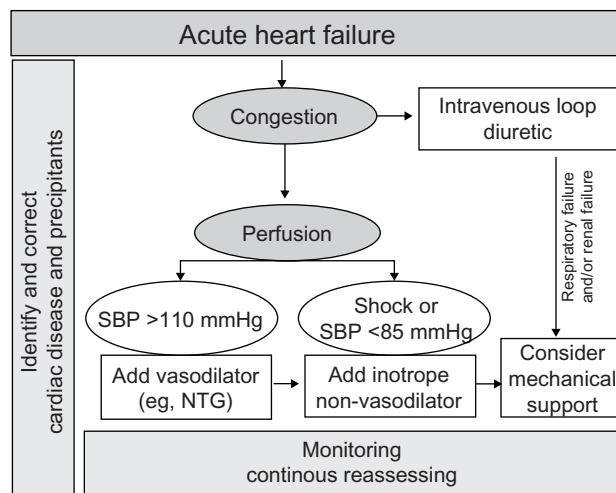 Acute heart failure
Identify and correct
cardiac disease and precipitants
Congestion
Intravenous loop
diuretic
Respiratory failure
and/or renal failure
Perfusion
SBP >110 mmHg
Shock or
SBP <85 mmHg
Add vasodilator
(eg, NTG)
Add inotrope
non-vasodilator
Consider
mechanical
support
Monitoring
continous reassessing